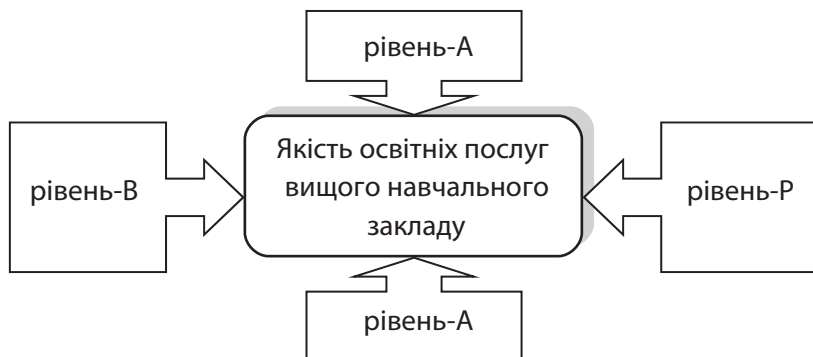 рівень-А
рівень-В
Якість освітніх послуг
вищого навчального
закладу
рівень-Р
рівень-А